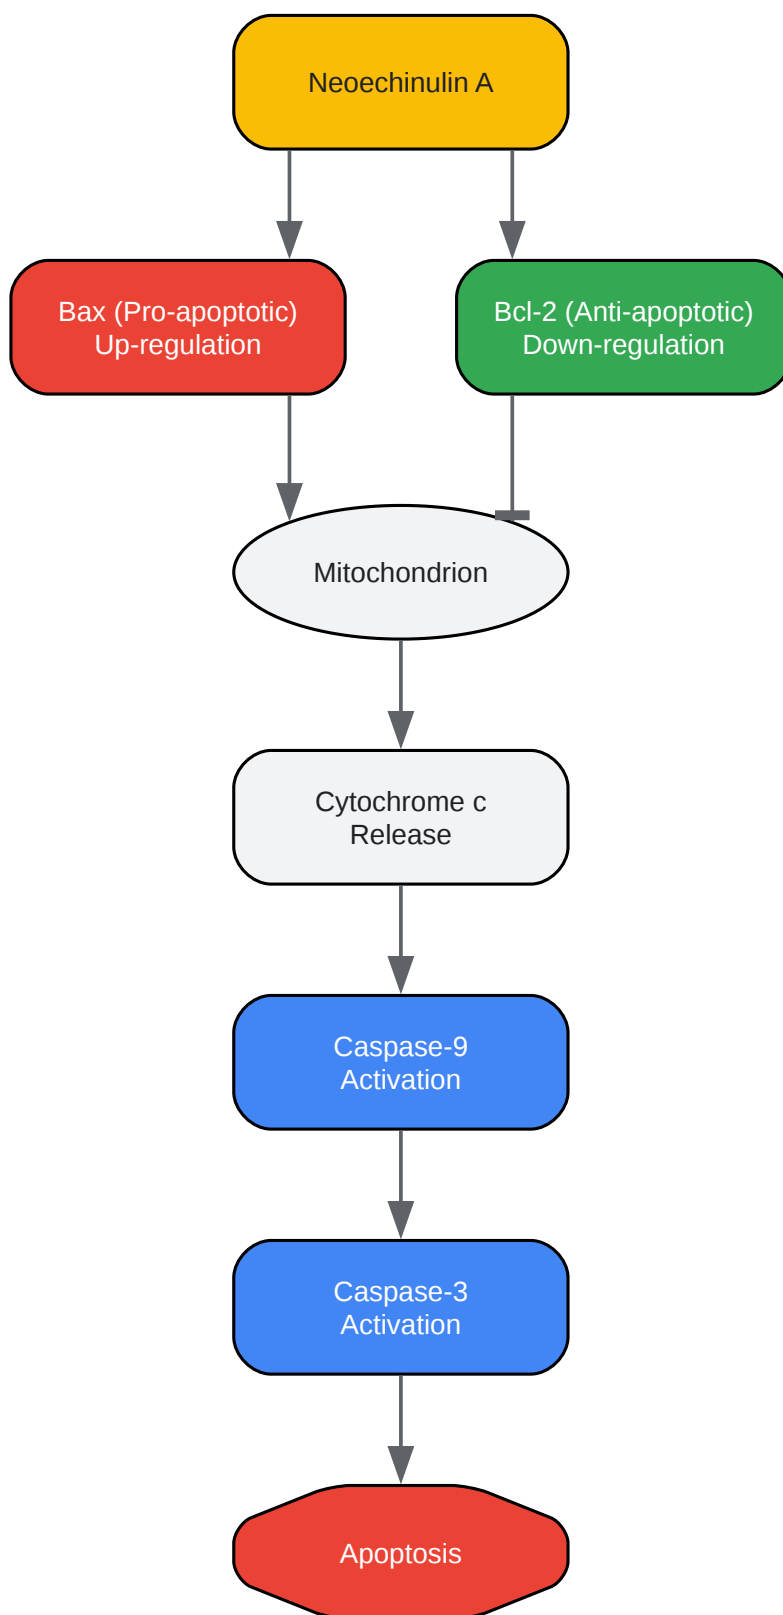 Neoechinulin A
Bax (Pro-apoptotic)
Up-regulation
Bcl-2 (Anti-apoptotic)
Down-regulation
Mitochondrion
Cytochrome c
Release
Caspase-9
Activation
Caspase-3
Activation
Apoptosis